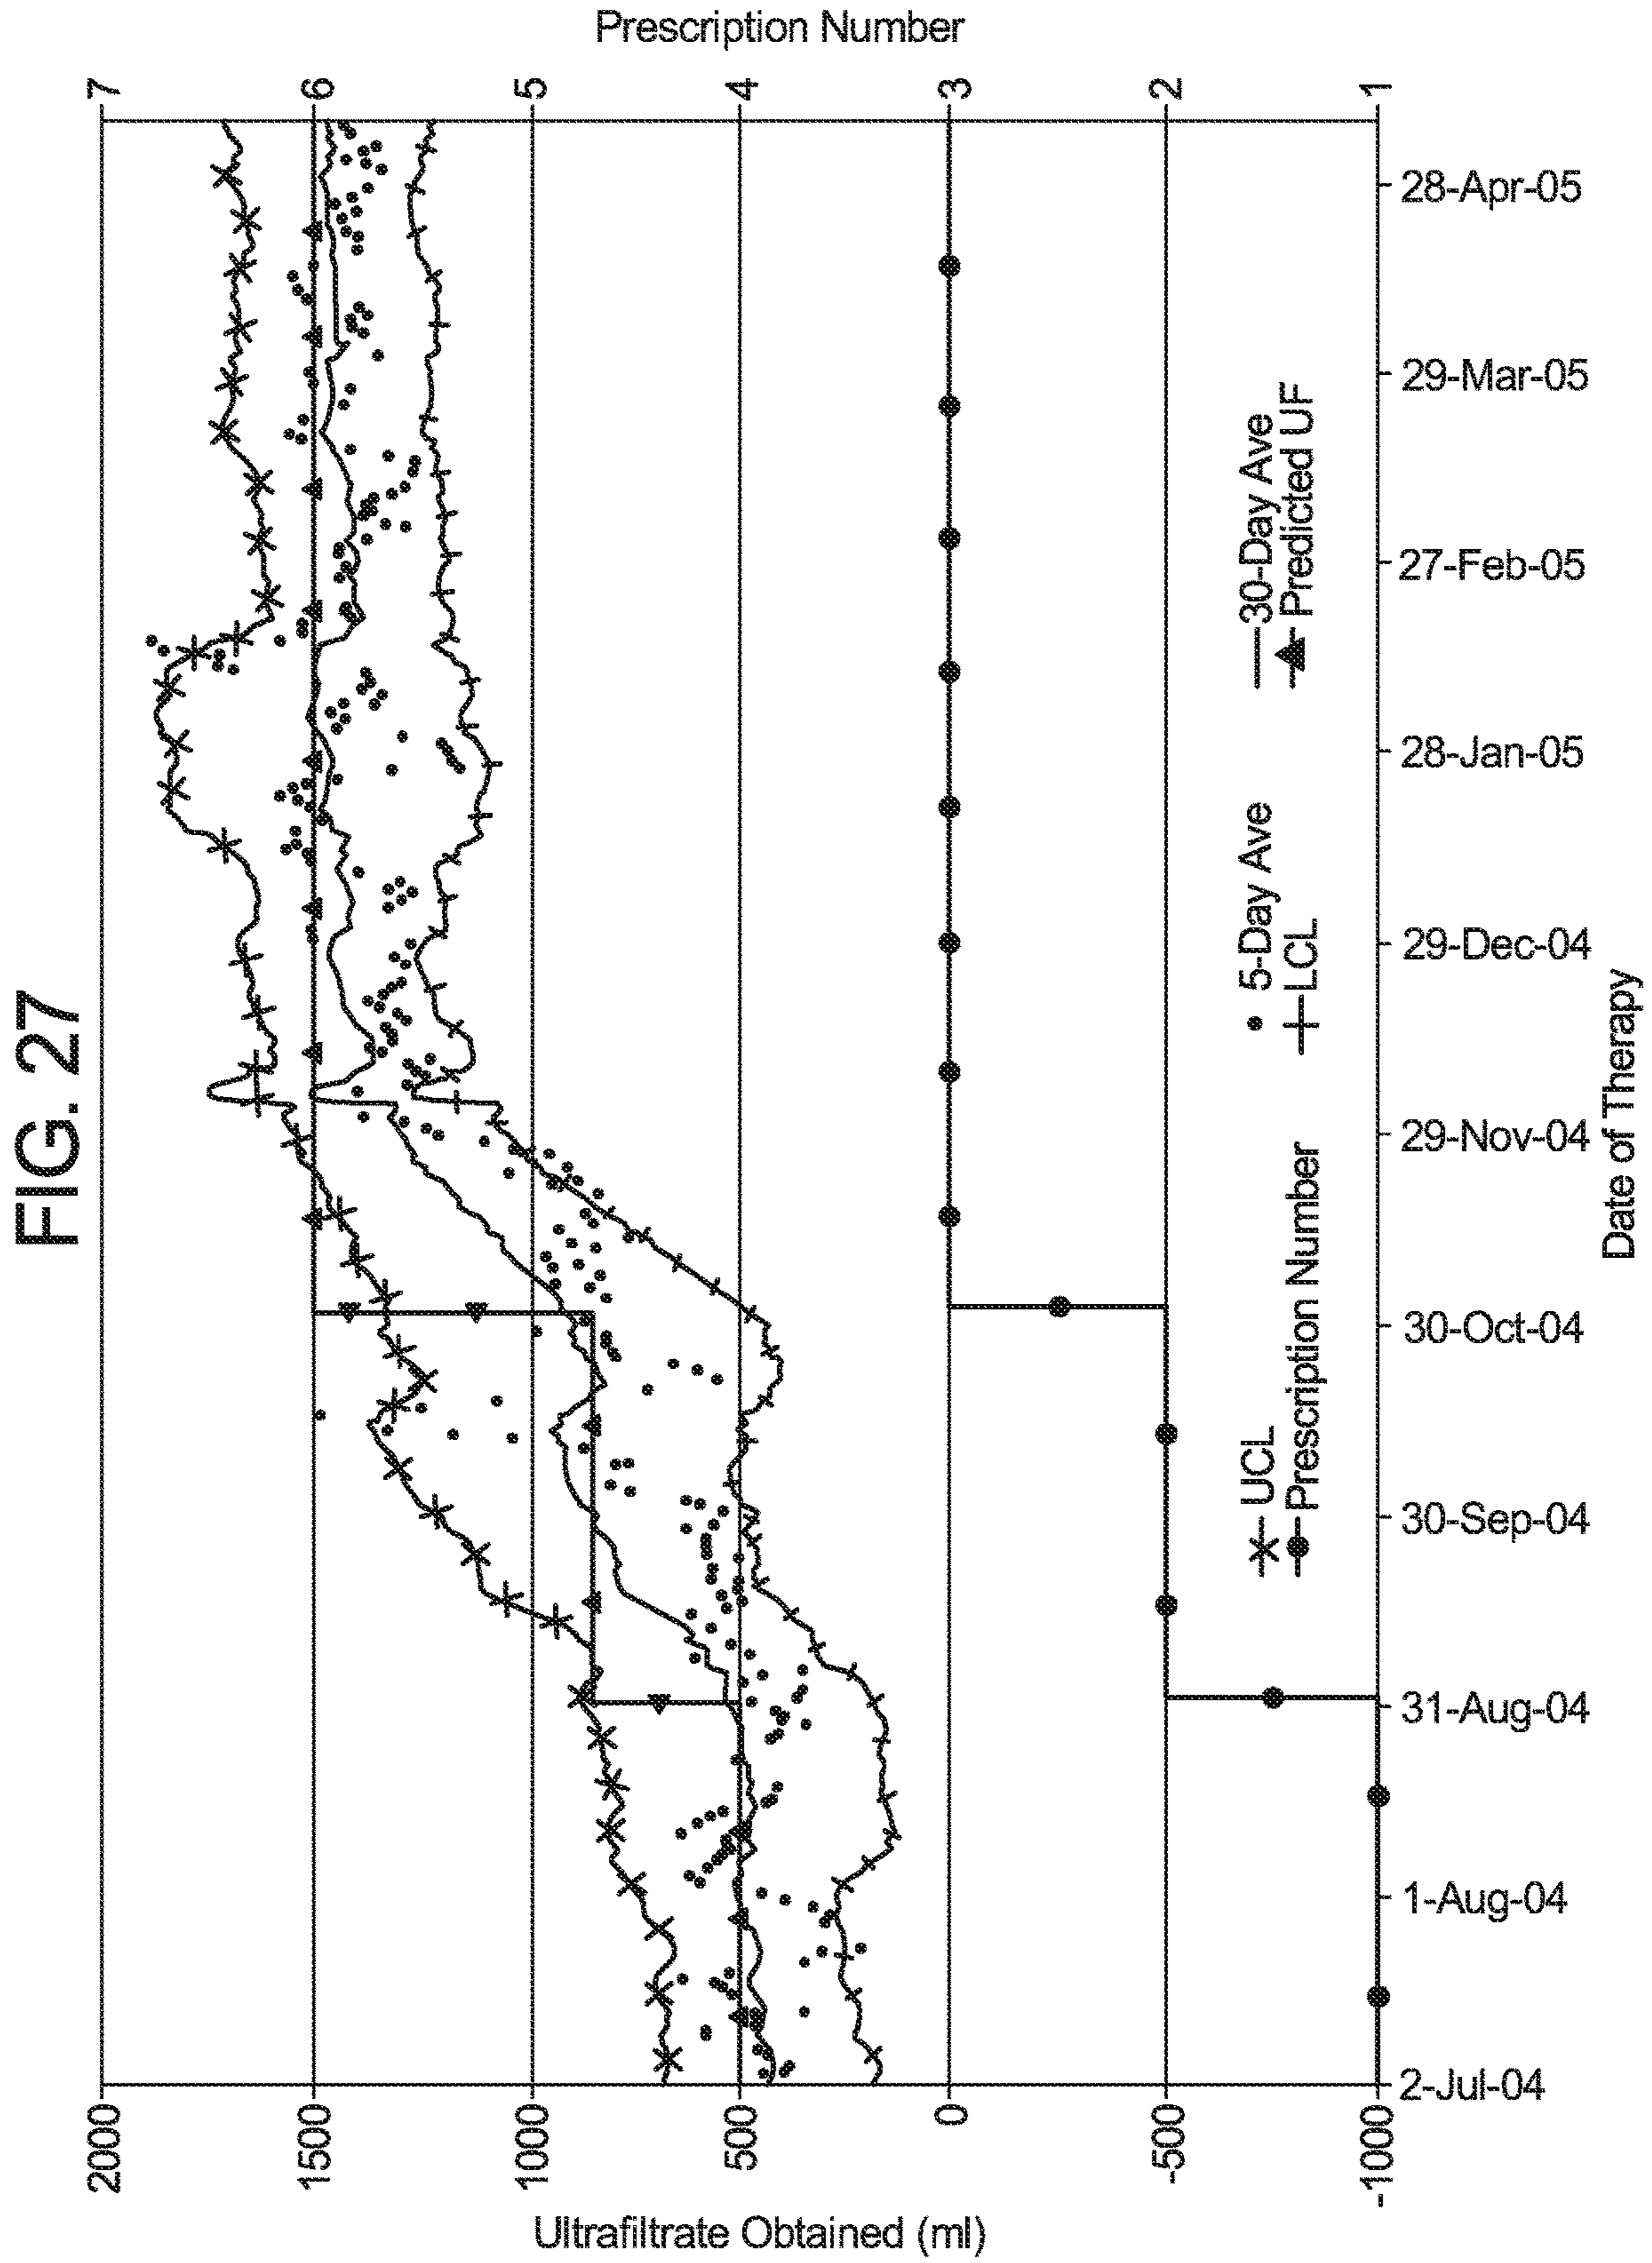 FIG. 27
Ultrafiltrate Obtained (ml)
2000
1500
1000
500
0
-500
-1000
Prescription Number
7
6
5
4
3
2
1
UCL
5-Day Ave
30-Day Ave
Prescription Number
LCL
Predicted UF
2-Jul-04
1-Aug-04
31-Aug-04
30-Sep-04
30-Oct-04
29-Nov-04
29-Dec-04
28-Jan-05
27-Feb-05
29-Mar-05
28-Apr-05
Date of Therapy